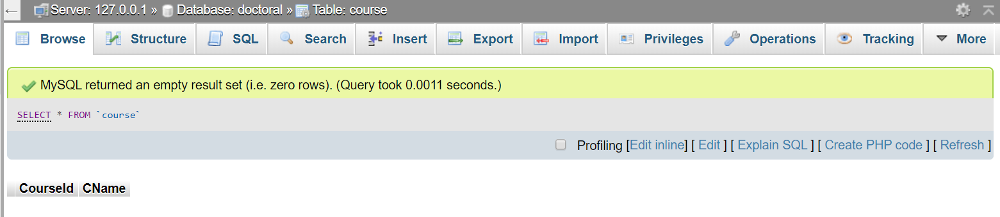 ← Server: 127.0.0.1 » Database: doctoral » Table: course
Browse Structure SQL Search Insert Export Import Privileges Operations Tracking More
MySQL returned an empty result set (i.e. zero rows). (Query took 0.0011 seconds.)
SELECT * FROM `course`
Profiling [Edit inline] [ Edit ] [ Explain SQL ] [ Create PHP code ] [ Refresh ]
CourseId CName